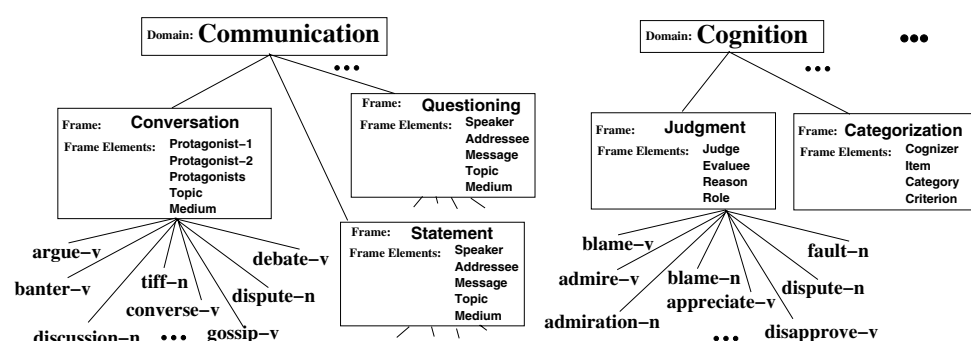 Domain: Communication
...
Frame: Conversation
Frame Elements: Protagonist-1
Protagonist-2
Protagonists
Topic
Medium
argue-v
banter-v
discussion-n
tiff-n
converse-v
...
gossip-v
dispute-n
debate-v
Frame: Questioning
Frame Elements: Speaker
Addressee
Message
Topic
Medium
Frame: Statement
Frame Elements: Speaker
Addressee
Message
Topic
Medium
Domain: Cognition
...
...
Frame: Judgment
Frame Elements: Judge
Evaluee
Reason
Role
blame-v
admire-v
admiration-n
blame-n
appreciate-v
...
disapprove-v
dispute-n
fault-n
Frame: Categorization
Frame Elements: Cognizer
Item
Category
Criterion